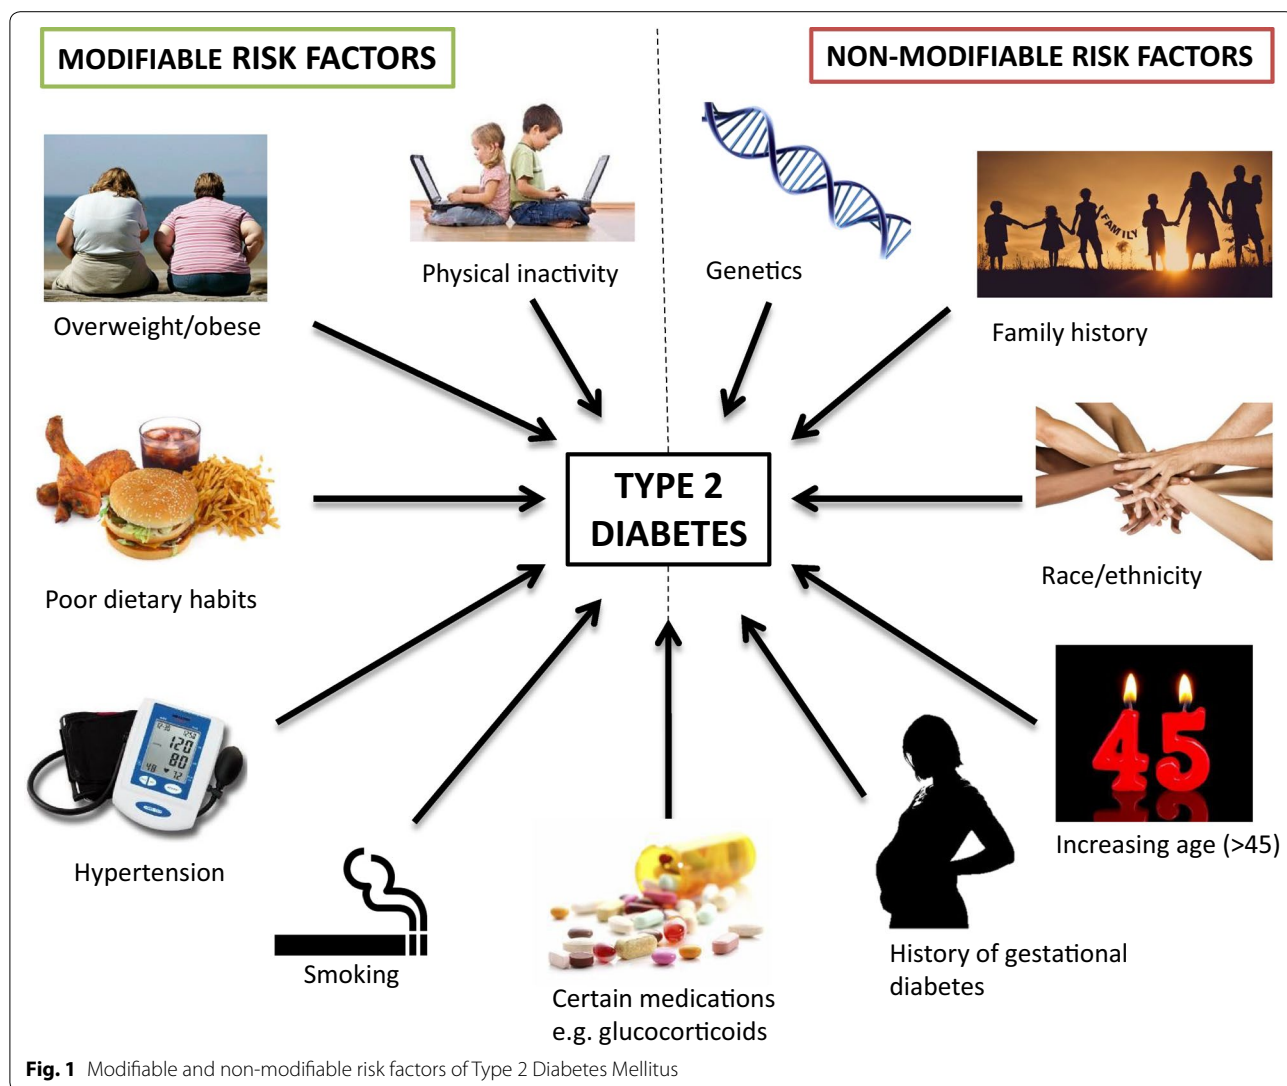 MODIFIABLE RISK FACTORS
NON-MODIFIABLE RISK FACTORS
Physical inactivity
Genetics
FAMILY
Overweight/obese
Family history
TYPE 2
DIABETES
Poor dietary habits
Race/ethnicity
120
80
45
Hypertension
Increasing age (>45)
Smoking
History of gestational
diabetes
Certain medications
e.g. glucocorticoids
Fig. 1 Modifiable and non-modifiable risk factors of Type 2 Diabetes Mellitus